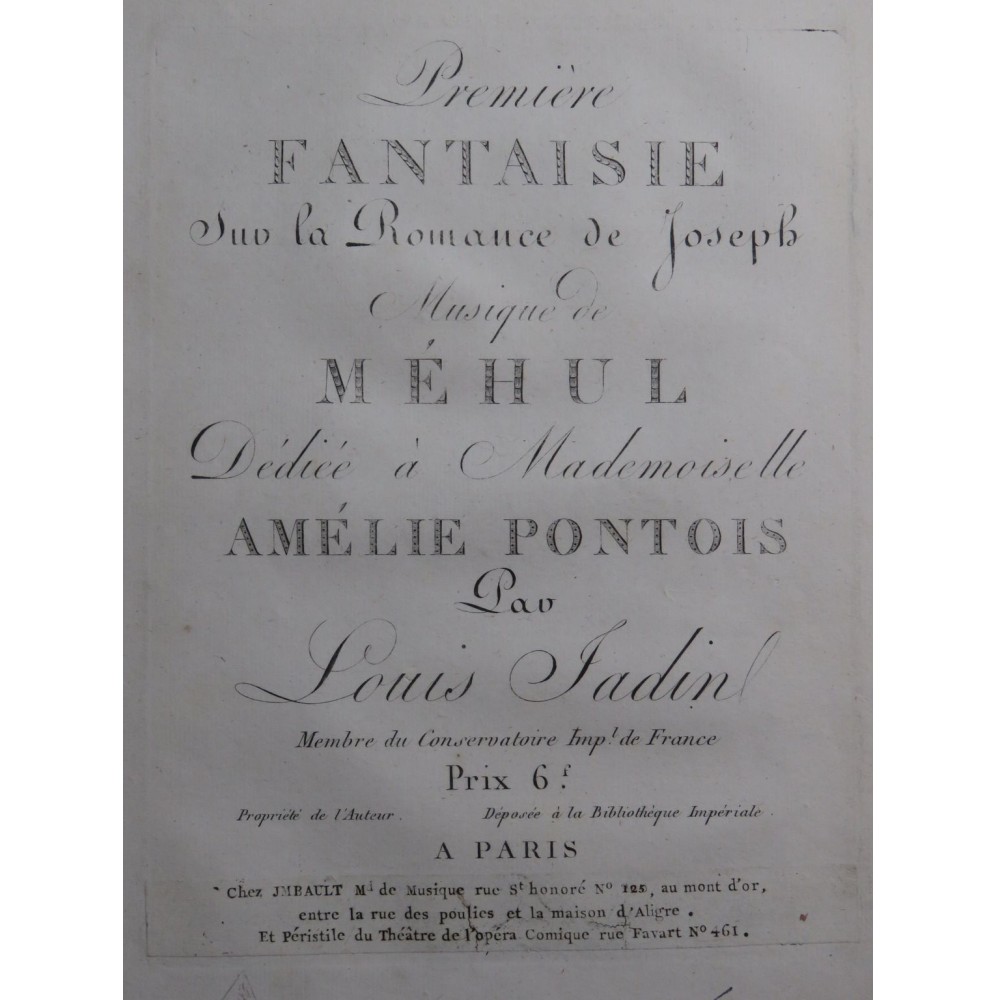 Première
FANTAISIE
Sur la Romance de Joseph
Musique de
MÉHUL
Dédiée à Mademoiselle
AMÉLIE PONTOIS
Par
Louis Jadin
Membre du Conservatoire Imp.l de France
Prix 6.f
Propriété de l'Auteur. Déposée à la Bibliothèque Impériale.
A PARIS
Chez JMBAULT Md de Musique rue St honoré No 125, au mont d'or,
entre la rue des poulies et la maison d'Aligre.
Et Péristile du Théâtre de l'opéra Comique rue Favart No 461.